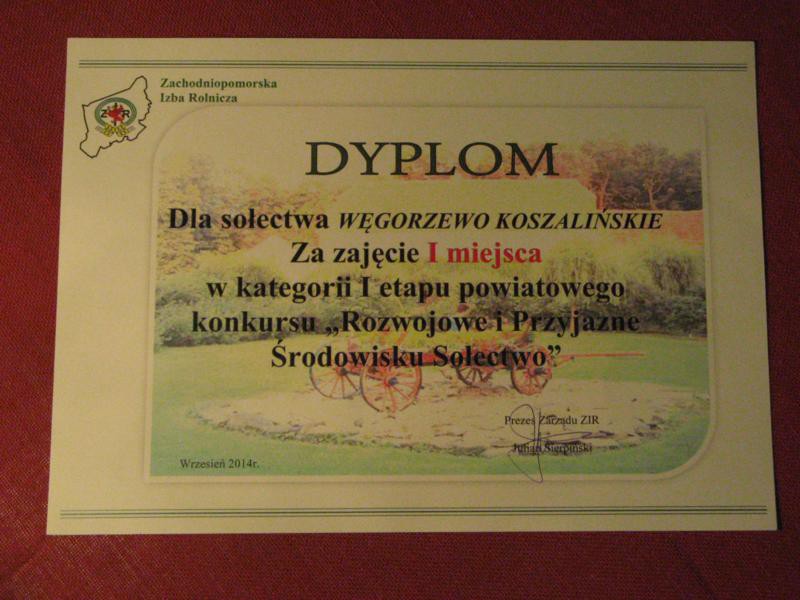 Zachodniopomorska
Izba Rolnicza
Z R
DYPLOM
Dla sołectwa WĘGORZEWO KOSZALIŃSKIE
Za zajęcie I miejsca
w kategorii I etapu powiatowego
konkursu „Rozwojowe i Przyjazne
Środowisku Sołectwo”
Prezes Zarządu ZIR
Julian Sierpiński
Wrzesień 2014r.